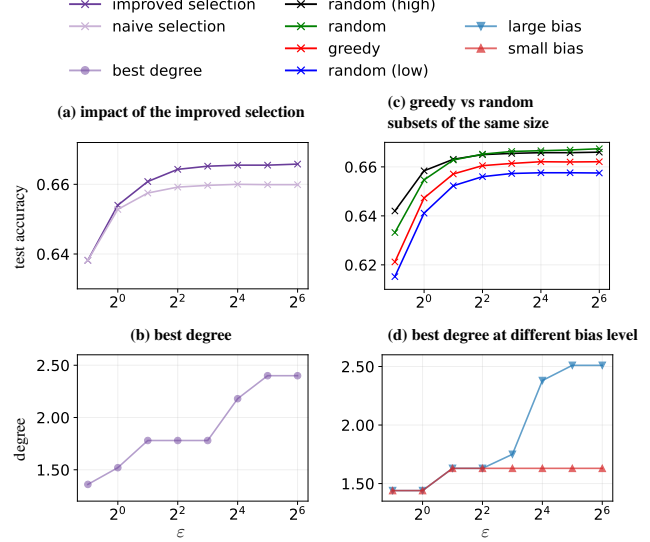 improved selection
naive selection
best degree
random (high)
random
greedy
random (low)
large bias
small bias
(a) impact of the improved selection
test accuracy
0.66
0.64
2^0 2^2 2^4 2^6
(c) greedy vs random
subsets of the same size
0.66
0.64
0.62
2^0 2^2 2^4 2^6
(b) best degree
degree
2.50
2.00
1.50
2^0 2^2 2^4 2^6
ε
(d) best degree at different bias level
2.50
2.00
1.50
2^0 2^2 2^4 2^6
ε